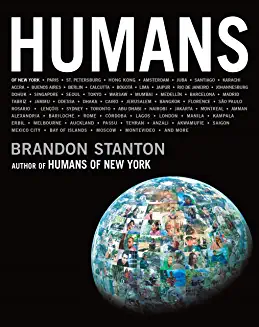 HUMANS
OF NEW YORK • PARIS • ST. PETERSBURG • HONG KONG • AMSTERDAM • JUBA • SANTIAGO • KARACHI
ACCRA • BUENOS AIRES • BERLIN • CALCUTTA • BOGOTÁ • LIMA • JAIPUR • RIO DE JANEIRO • JOHANNESBURG
DOHUK • SINGAPORE • SEOUL • TOKYO • WARSAW • MUMBAI • MEDELLÍN • BARCELONA • MADRID
TABRIZ • JAMMU • ODESSA • DHAKA • CAIRO • JERUSALEM • BANGKOK • FLORENCE • SÃO PAULO
ROSARIO • LENÇÓIS • SYDNEY • TORONTO • ABU DHABI • NAIROBI • JAKARTA • MONTREAL • AMMAN
ALEXANDRIA • BARILOCHE • ROME • CÓRDOBA • LAGOS • LONDON • MANILA • KAMPALA
ERBIL • MELBOURNE • AUCKLAND • PASSU • TEHRAN • ANZALI • SAIGON
MEXICO CITY • BAY OF ISLANDS • MOSCOW • MONTEVIDEO • AND MORE
BRANDON STANTON
AUTHOR OF HUMANS OF NEW YORK